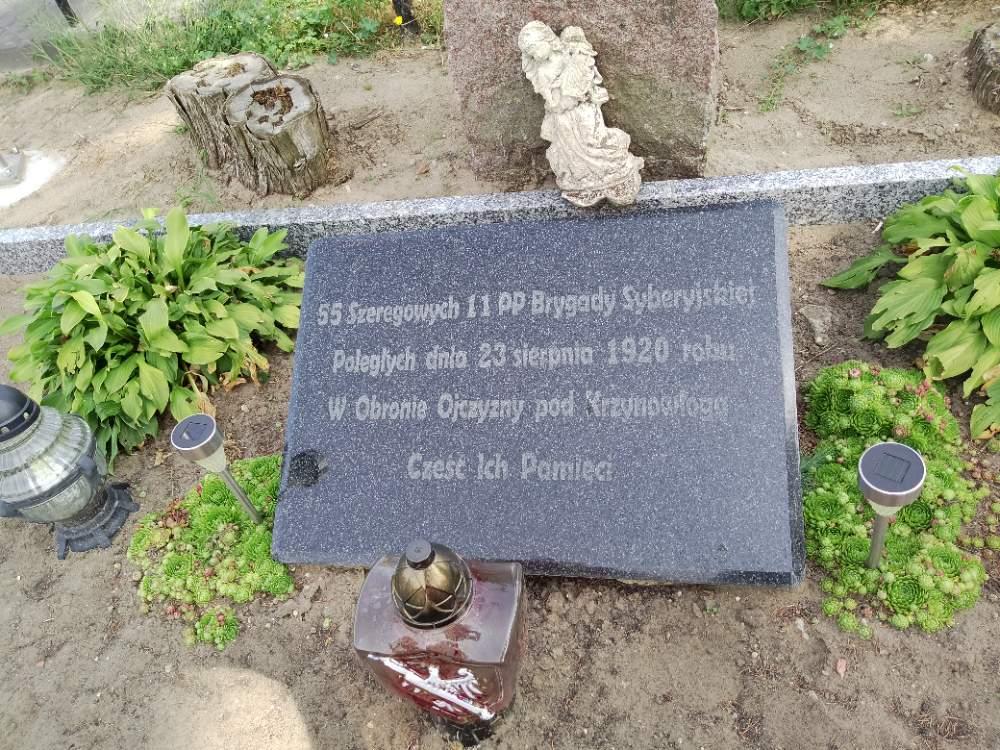 55 Szeregowych 11 PP Brygady Syberyjskiej
Poległych dnia 23 sierpnia 1920 roku
W Obronie Ojczyzny pod Krzynowłogą
Cześć Ich Pamięci